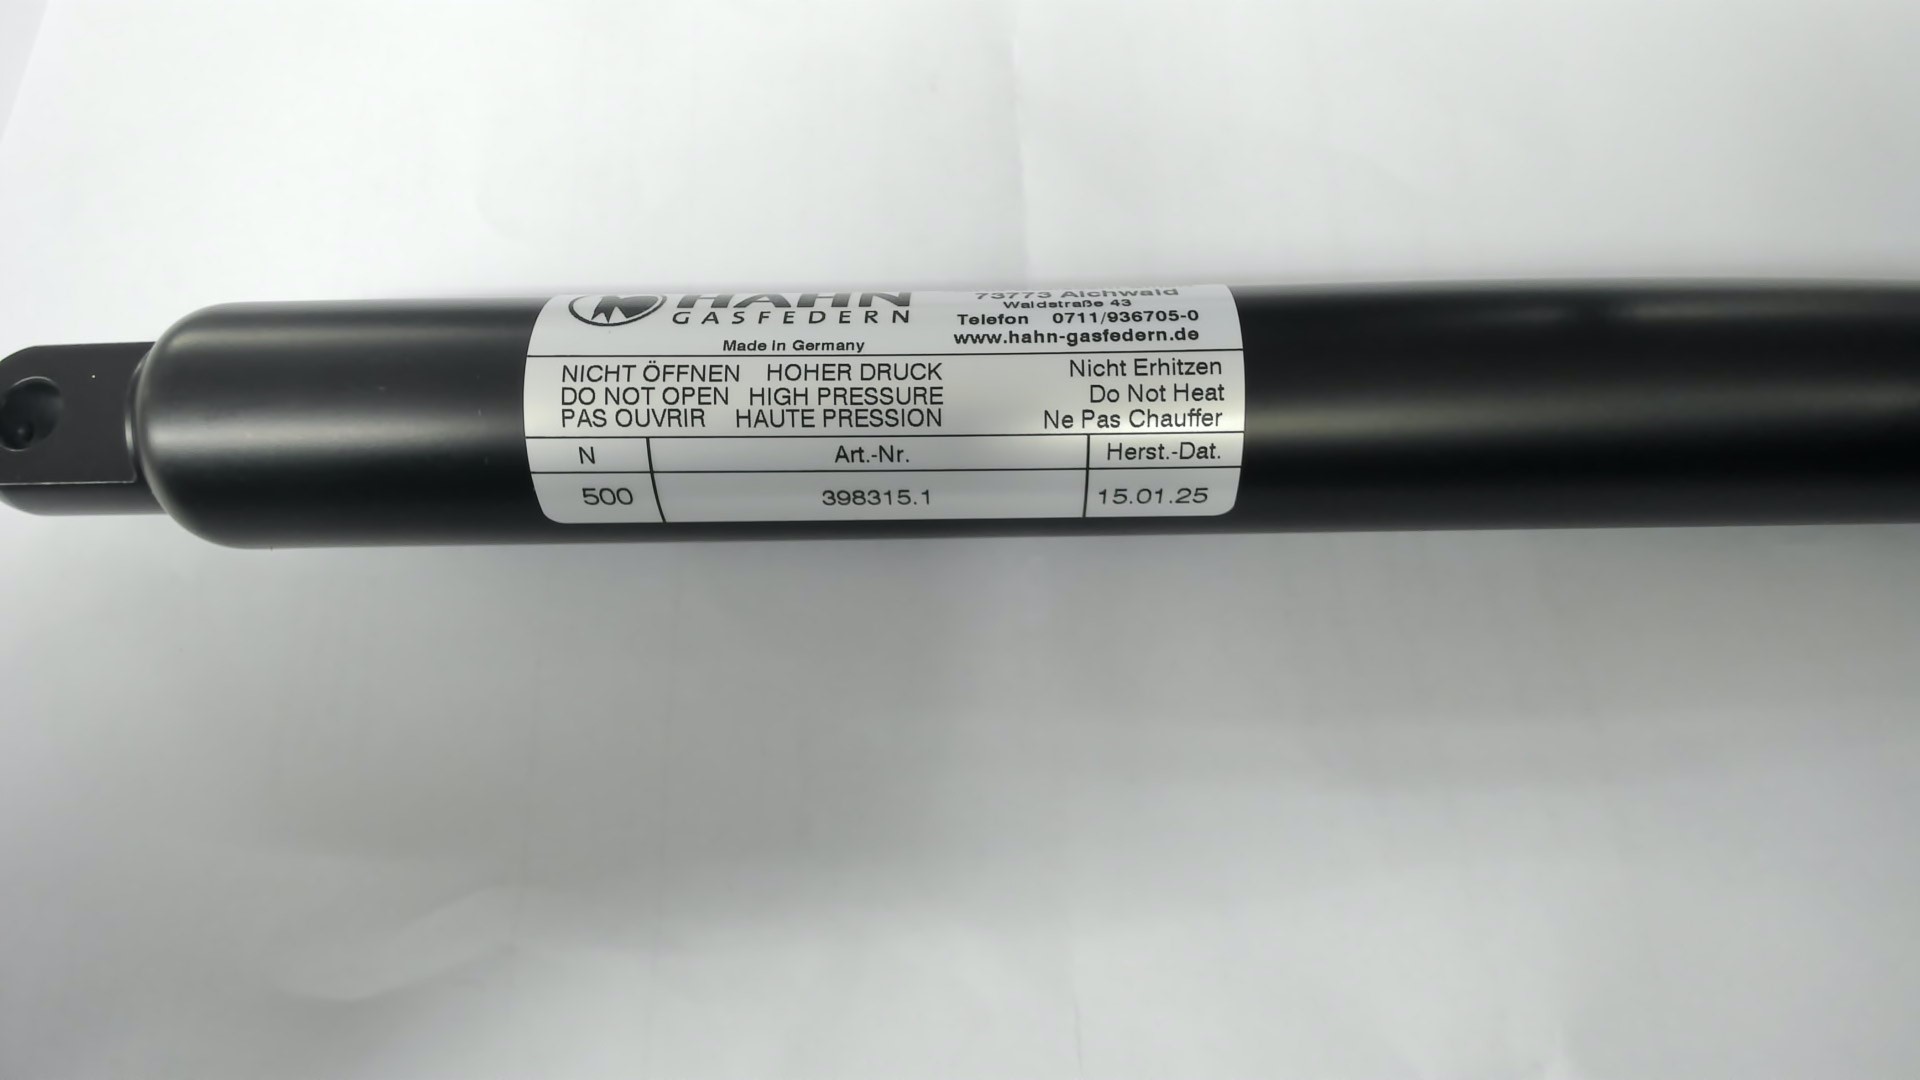 HAHN
GASFEDERN
Made in Germany
73773 Aichwald
Waldstraße 43
Telefon 0711/936705-0
www.hahn-gasfedern.de
NICHT ÖFFNEN HOHER DRUCK
DO NOT OPEN HIGH PRESSURE
PAS OUVRIR HAUTE PRESSION
Nicht Erhitzen
Do Not Heat
Ne Pas Chauffer
N Art.-Nr. Herst.-Dat.
500 398315.1 15.01.25